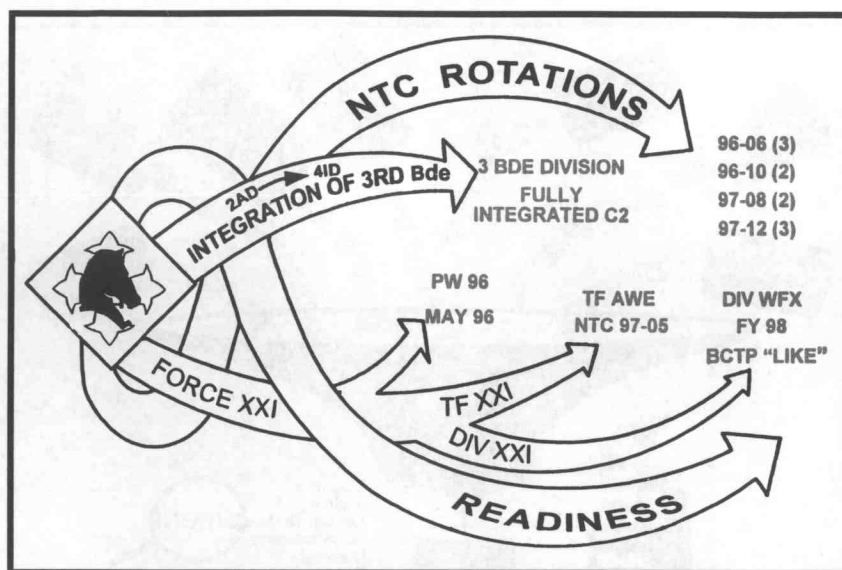 NTC ROTATIONS
96-06 (3)
96-10 (2)
97-08 (2)
97-12 (3)
2AD 4ID
INTEGRATION OF 3RD Bde
3 BDE DIVISION
FULLY
INTEGRATED C2
PW 96
MAY 96
TF AWE
NTC 97-05
DIV WFX
FY 98
BCTP “LIKE”
FORCE XXI
TF XXI
DIV XXI
READINESS